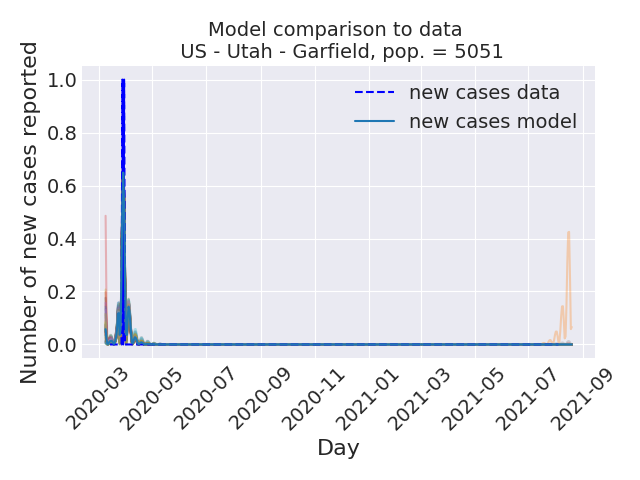 Model comparison to data
US - Utah - Garfield, pop. = 5051
Number of new cases reported
1.0
0.8
0.6
0.4
0.2
0.0
new cases data
new cases model
2020-03
2020-05
2020-07
2020-09
2020-11
2021-01
2021-03
2021-05
2021-07
2021-09
Day